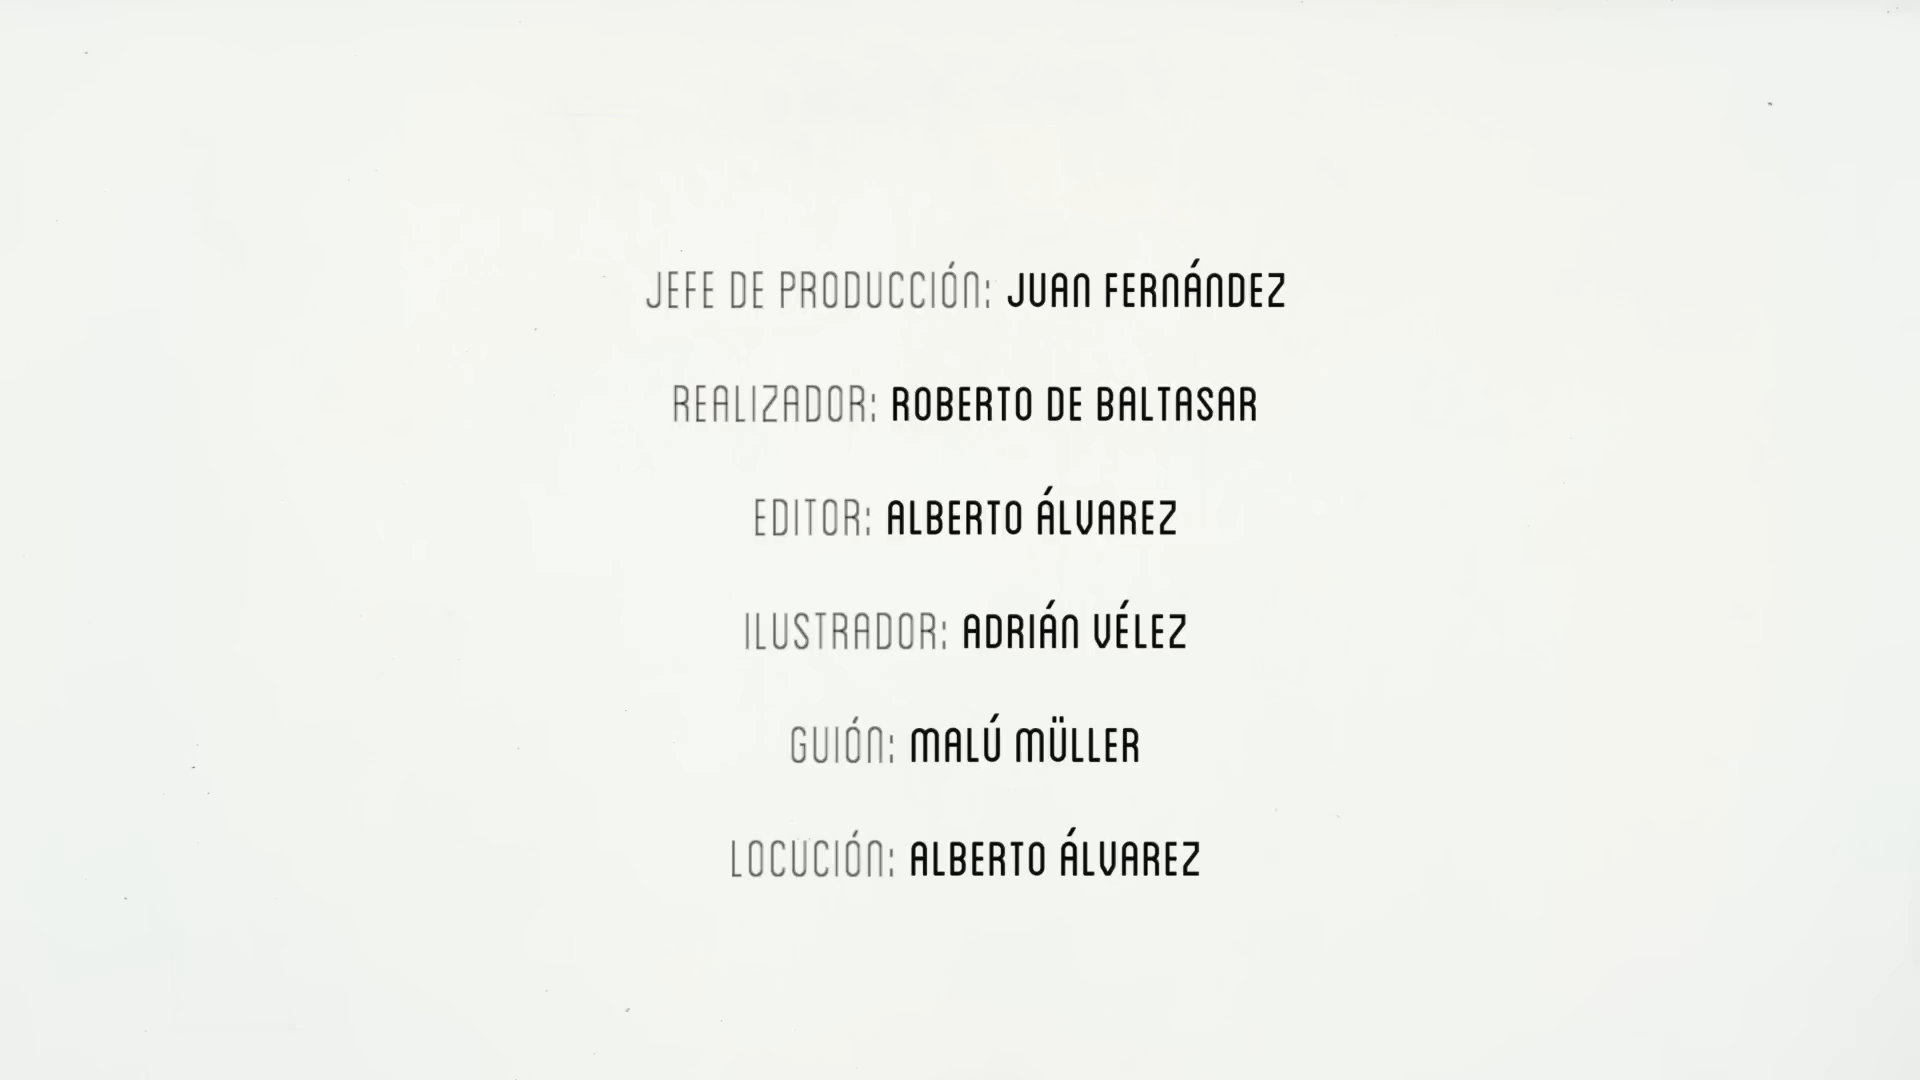 JEFE DE PRODUCCIÓN: JUAN FERNÁNDEZ
REALIZADOR: ROBERTO DE BALTASAR
EDITOR: ALBERTO ÁLVAREZ
ILUSTRADOR: ADRIÁN VÉLEZ
GUIÓN: MALÚ MÜLLER
LOCUCIÓN: ALBERTO ÁLVAREZ